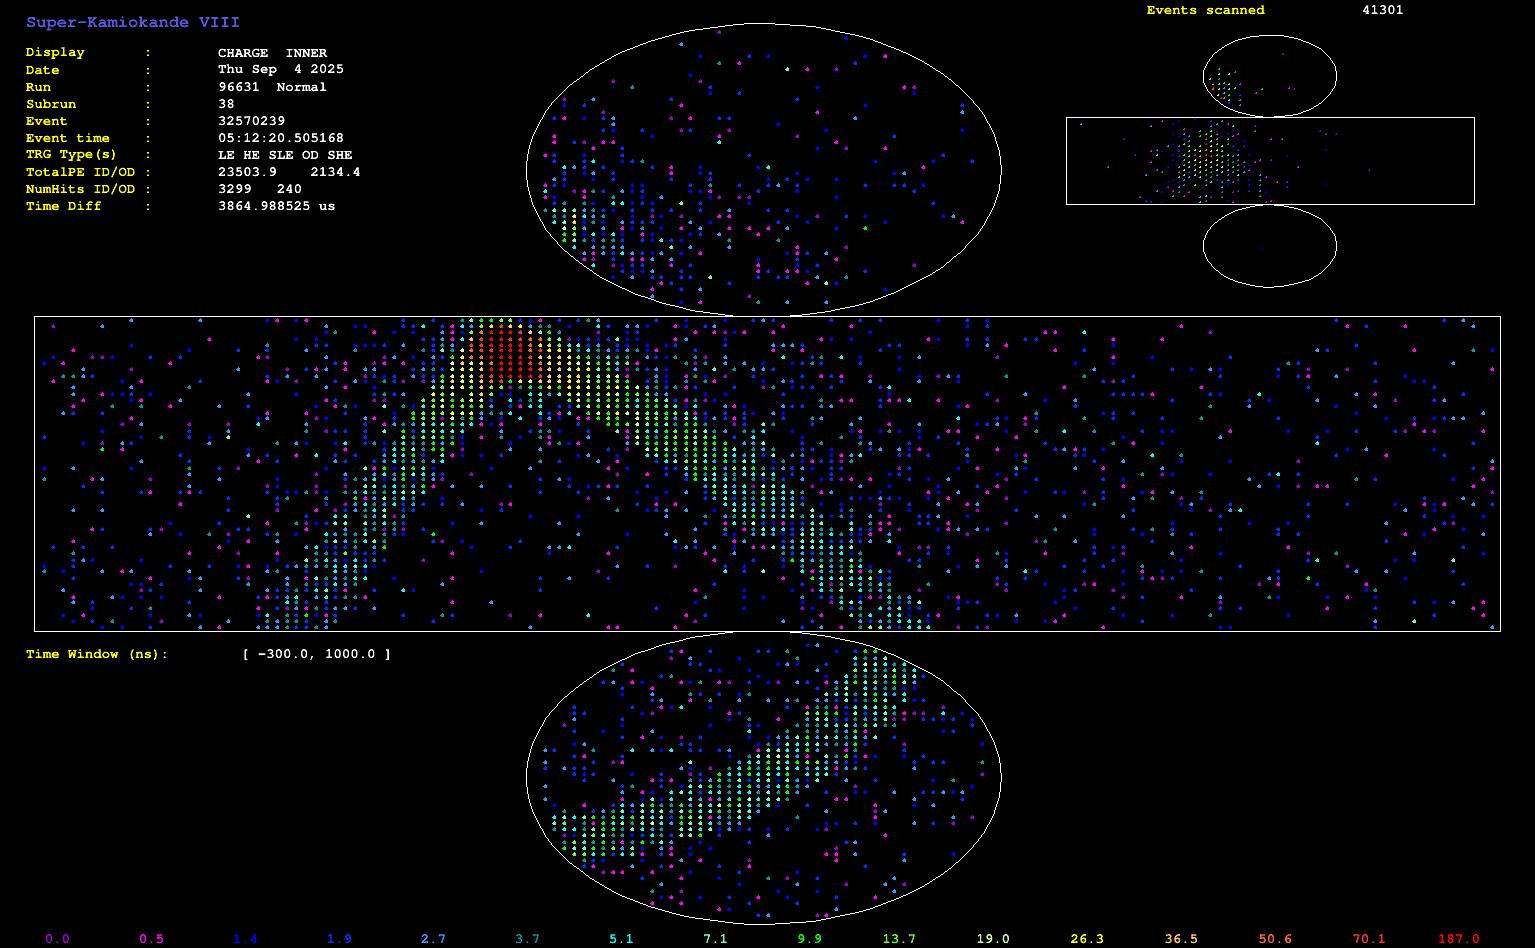 Super-Kamiokande VIII
Display : CHARGE INNER
Date : Thu Sep 4 2025
Run : 96631 Normal
Subrun : 38
Event : 32570239
Event time : 05:12:20.505168
TRG Type(s) : LE HE SLE OD SHE
TotalPE ID/OD : 23503.9 2134.4
NumHits ID/OD : 3299 240
Time Diff : 3864.988525 us
Events scanned 41301
Time Window (ns): [ -300.0, 1000.0 ]
0.0 0.5 1.4 1.9 2.7 3.7 5.1 7.1 9.9 13.7 19.0 26.3 36.5 50.6 70.1 187.0